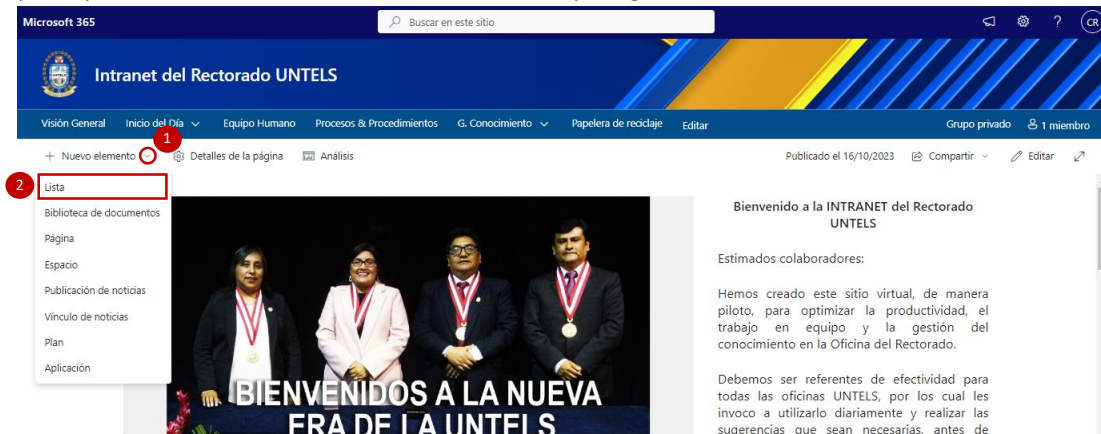 Microsoft 365
Buscar en este sitio
?
CR
Intranet del Rectorado UNTELS
Visión General Inicio del Día Equipo Humano Procesos & Procedimientos G. Conocimiento Papelera de reciclaje Editar Grupo privado 1 miembro
1
+ Nuevo elemento Detalles de la página Análisis Publicado el 16/10/2023 Compartir Editar
2
Lista
Biblioteca de documentos
Página
Espacio
Publicación de noticias
Vínculo de noticias
Plan
Aplicación
BIENVENIDOS A LA NUEVA
ERA DE LA UNTELS
Bienvenido a la INTRANET del Rectorado
UNTELS
Estimados colaboradores:
Hemos creado este sitio virtual, de manera
piloto, para optimizar la productividad, el
trabajo en equipo y la gestión del
conocimiento en la Oficina del Rectorado.
Debemos ser referentes de efectividad para
todas las oficinas UNTELS, por los cual les
invoco a utilizarlo diariamente y realizar las
sugerencias que sean necesarias, antes de